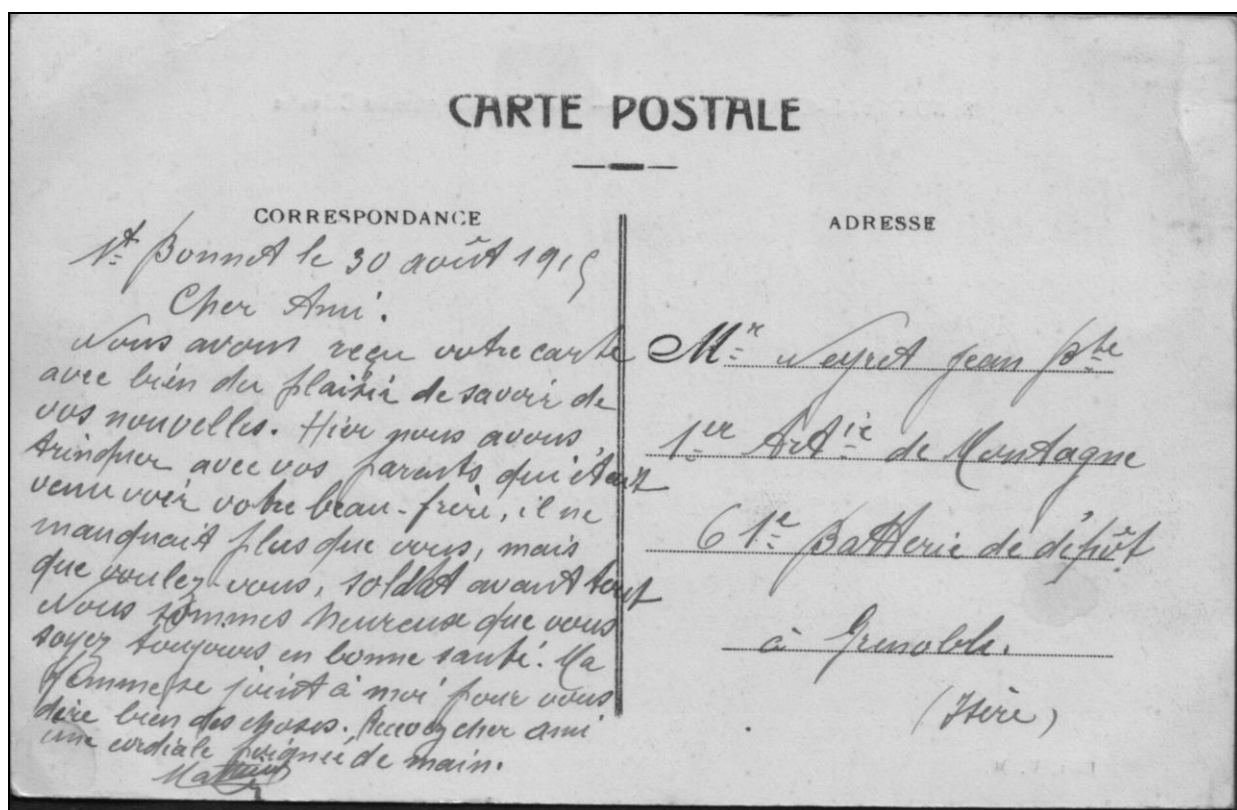 CARTE POSTALE
CORRESPONDANCE
St Bonnet le 30 août 1915
Cher Ami.
Nous avons reçu votre carte
avec bien du plaisir de savoir de
vos nouvelles. Hier nous avons
trinquer avec vos parents qui était
venu voir votre beau-frère, il ne
manquait plus que vous, mais
que voulez-vous, soldat avant tout
Nous sommes heureux que vous
soyez toujours en bonne santé. Ma
femme se joint à moi pour vous
dire bien des choses. Recevez cher ami
une cordiale poignée de main.
ADRESSE
Mr Neyret Jean Bte
1er Artie de Montagne
61e Batterie de dépôt
à Grenoble.
(Isère)